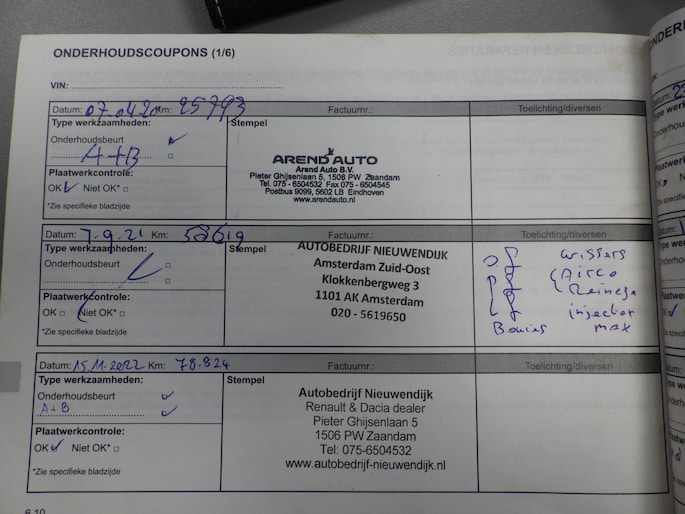 ONDERHOUDSCOUPONS (1/6)
VIN:
Datum: 07.04.20 Km: 25793 Factuurnr.: Toelichting/diversen
Type werkzaamheden: Stempel
Onderhoudsbeurt
A+B
Plaatwerkcontrole:
OK Niet OK*
*Zie specifieke bladzijde
AREND AUTO
Arend Auto B.V.
Pieter Ghijsenlaan 5, 1506 PW Zaandam
Tel. 075 - 6504532 Fax 075 - 6504545
Postbus 9099, 5602 LB Eindhoven
www.arendauto.nl
Datum: 7.9.21 Km: 58619 Factuurnr.: Toelichting/diversen
Type werkzaamheden: Stempel
Onderhoudsbeurt
Plaatwerkcontrole:
OK Niet OK*
*Zie specifieke bladzijde
AUTOBEDRIJF NIEUWENDIJK
Amsterdam Zuid-Oost
Klokkenbergweg 3
1101 AK Amsterdam
020 - 5619650
wissers
Airco
injector
max
Datum: 15.11.2022 Km: 78.824 Factuurnr.: Toelichting/diversen
Type werkzaamheden: Stempel
Onderhoudsbeurt
A+B
Plaatwerkcontrole:
OK Niet OK*
*Zie specifieke bladzijde
Autobedrijf Nieuwendijk
Renault & Dacia dealer
Pieter Ghijsenlaan 5
1506 PW Zaandam
Tel: 075-6504532
www.autobedrijf-nieuwendijk.nl
6.10